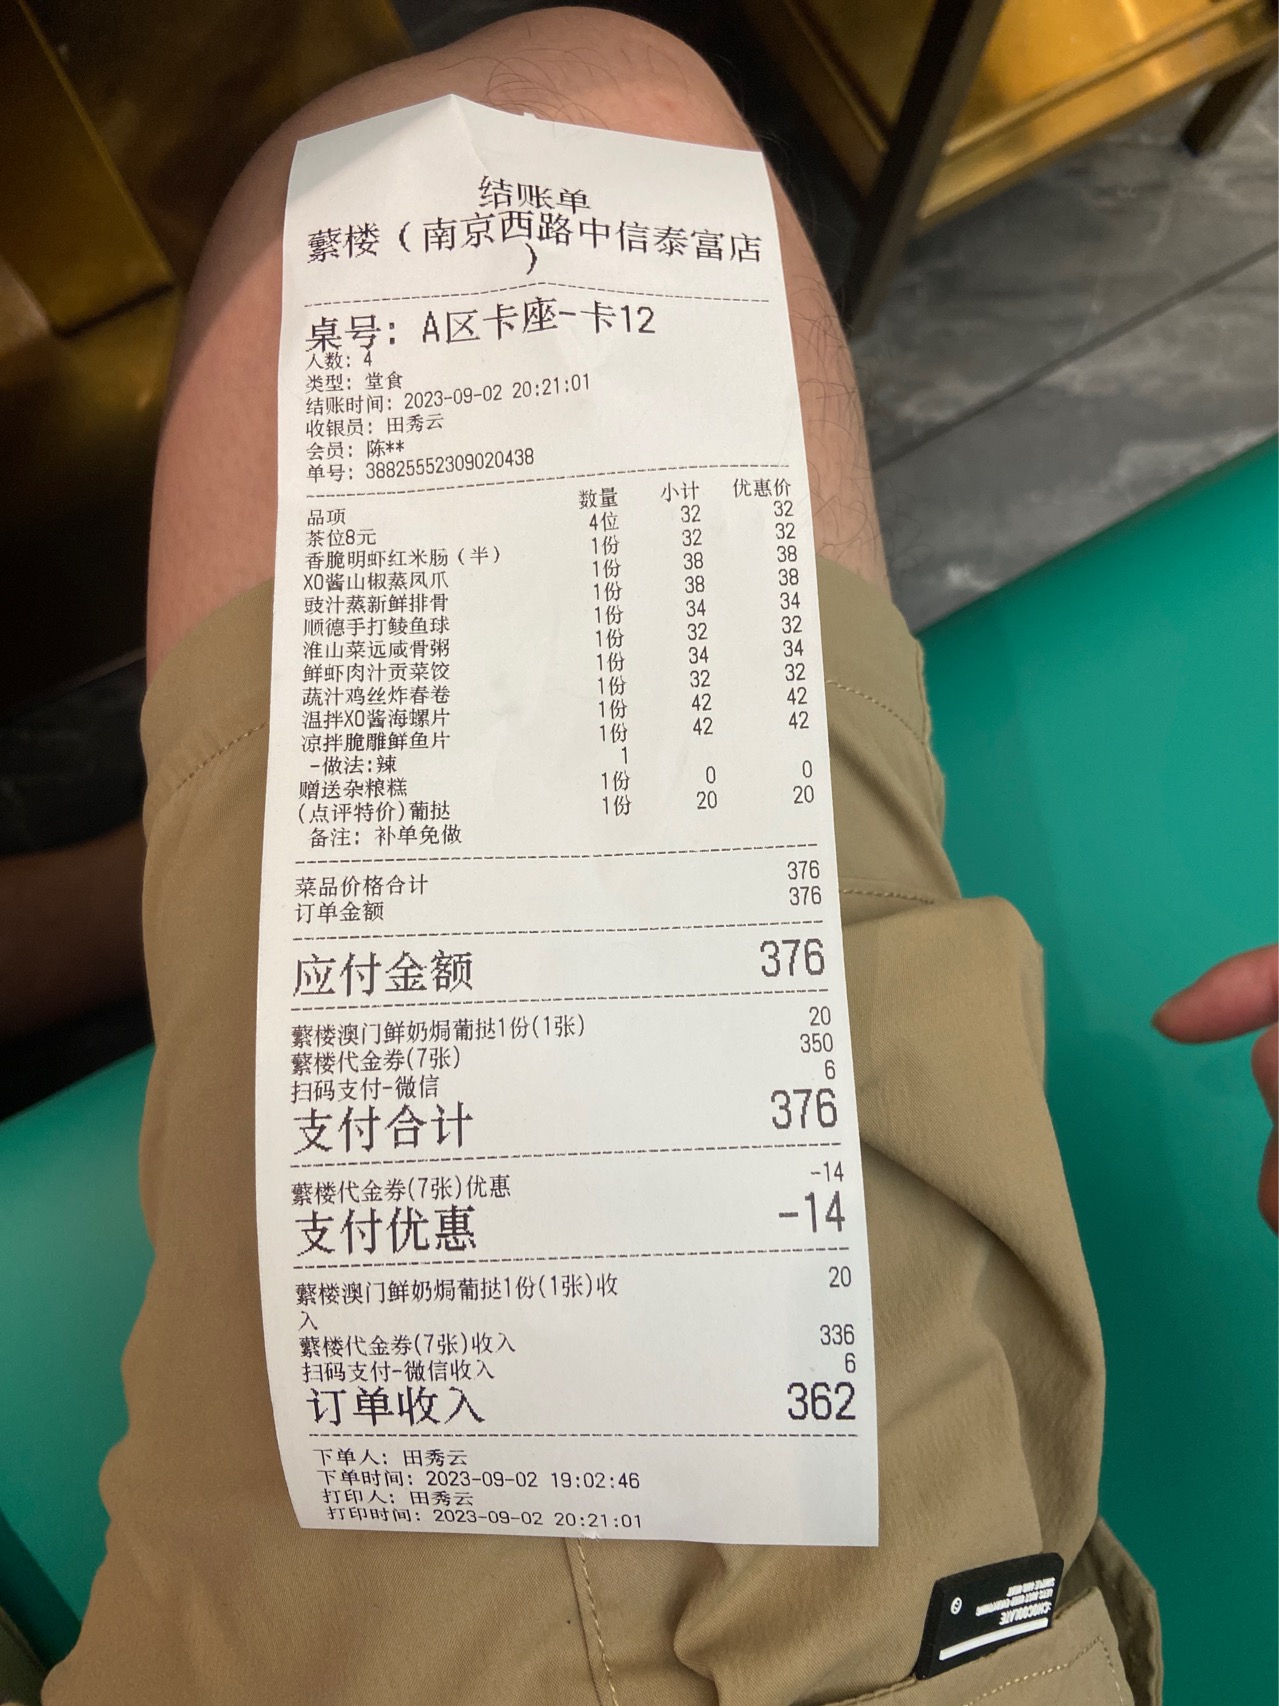 结账单
蘩楼（南京西路中信泰富店
）
桌号: A区卡座-卡12
人数: 4
类型: 堂食
结账时间: 2023-09-02 20:21:01
收银员: 田秀云
会员: 陈**
单号: 38825552309020438
品项 数量 小计 优惠价
茶位8元 4位 32 32
香脆明虾红米肠（半） 1份 32 32
XO酱山椒蒸凤爪 1份 38 38
豉汁蒸新鲜排骨 1份 38 38
顺德手打鲮鱼球 1份 34 34
淮山菜远咸骨粥 1份 32 32
鲜虾肉汁贡菜饺 1份 34 34
蔬汁鸡丝炸春卷 1份 32 32
温拌XO酱海螺片 1份 42 42
凉拌脆雕鲜鱼片 1份 42 42
-做法:辣 1
赠送杂粮糕 1份 0 0
(点评特价)葡挞 1份 20 20
备注: 补单免做
菜品价格合计 376
订单金额 376
应付金额 376
蘩楼澳门鲜奶焗葡挞1份(1张) 20
蘩楼代金券(7张) 350
扫码支付-微信 6
支付合计 376
蘩楼代金券(7张)优惠 -14
支付优惠 -14
蘩楼澳门鲜奶焗葡挞1份(1张)收 20
入
蘩楼代金券(7张)收入 336
扫码支付-微信收入 6
订单收入 362
下单人: 田秀云
下单时间: 2023-09-02 19:02:46
打印人: 田秀云
打印时间: 2023-09-02 20:21:01